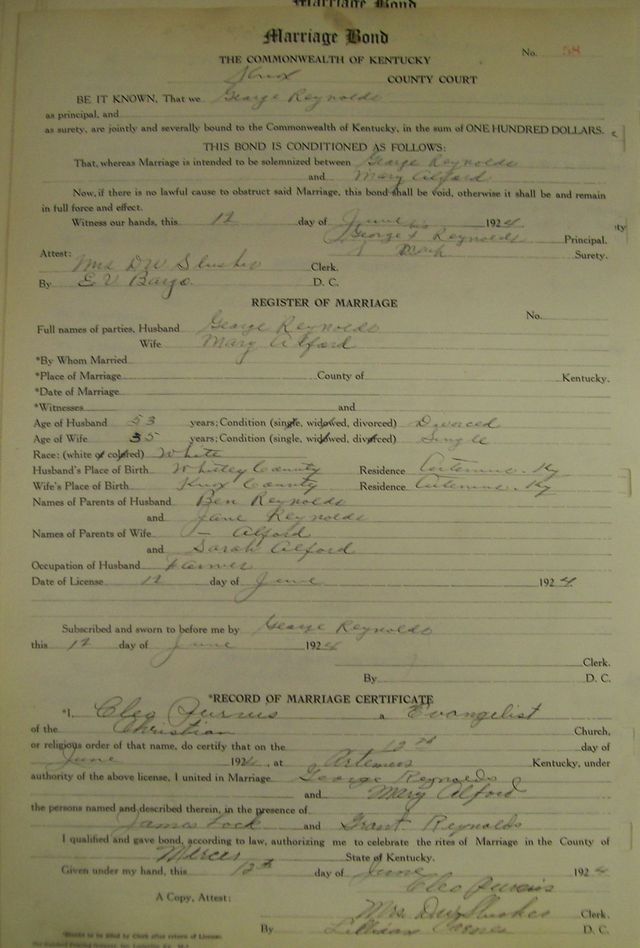 Marriage Bond
Marriage Bond
No. 58
THE COMMONWEALTH OF KENTUCKY
Knox COUNTY COURT
BE IT KNOWN, That we George Reynolds
as principal, and
as surety, are jointly and severally bound to the Commonwealth of Kentucky, in the sum of ONE HUNDRED DOLLARS.
THIS BOND IS CONDITIONED AS FOLLOWS:
That, whereas Marriage is intended to be solemnized between George Reynolds
and Mary Alford
Now, if there is no lawful cause to obstruct said Marriage, this bond shall be void, otherwise it shall be and remain
in full force and effect.
Witness our hands, this 12 day of June 1924
his
George X Reynolds Principal.
Mark Surety.
Attest:
Mrs D W Slusher Clerk.
By E V Bargo D. C.
REGISTER OF MARRIAGE
No.
Full names of parties, Husband George Reynolds
Wife Mary Alford
*By Whom Married
*Place of Marriage County of Kentucky.
*Date of Marriage
*Witnesses and
Age of Husband 53 years; Condition (single, widowed, divorced) Divorced
Age of Wife 35 years; Condition (single, widowed, divorced) Single
Race: (white of colored) White
Husband's Place of Birth Whitley County Residence Artemus. Ky
Wife's Place of Birth Knox County Residence Artemus. Ky
Names of Parents of Husband Ben Reynolds
and Jane Reynolds
Names of Parents of Wife — Alford
and Sarah Alford
Occupation of Husband Farmer
Date of License 12 day of June 1924
Subscribed and sworn to before me by George Reynolds
this 12 day of June 1924
Clerk.
By D. C.
*RECORD OF MARRIAGE CERTIFICATE
*I, Cleo Purvis a Evangelist
of the Christian Church,
or religious order of that name, do certify that on the 12th day of
June 1924, at Artemus Kentucky, under
authority of the above license, I united in Marriage George Reynolds
and Mary Alford
the persons named and described therein, in the presence of
James Lock and Grant Reynolds
I qualified and gave bond, according to law, authorizing me to celebrate the rites of Marriage in the County of
Mercer State of Kentucky.
Given under my hand, this 12th day of June 1924
Cleo Purvis
A Copy, Attest:
Mrs. D W Slusher Clerk
By Lillian D. C.
*Blanks to be filled by Clerk after return of License.